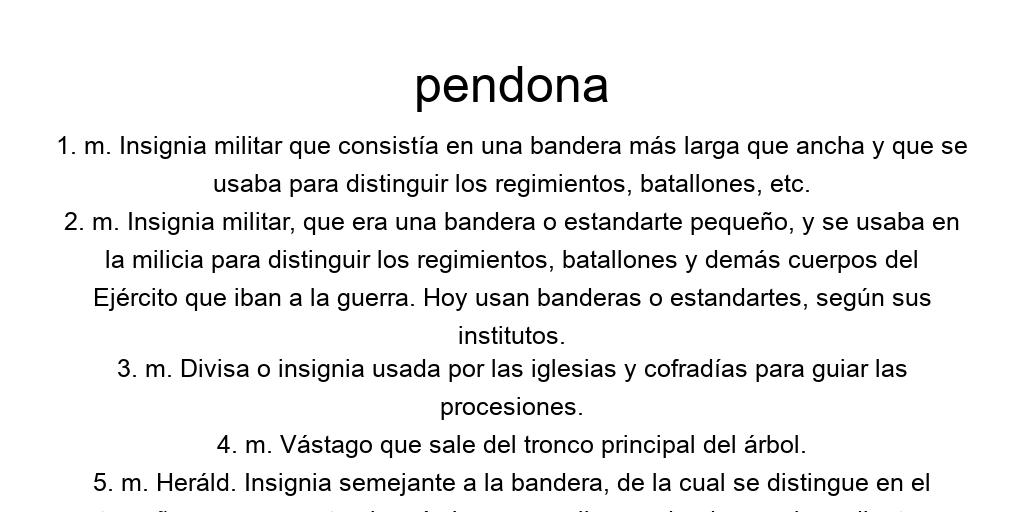 pendona
1. m. Insignia militar que consistía en una bandera más larga que ancha y que se
usaba para distinguir los regimientos, batallones, etc.
2. m. Insignia militar, que era una bandera o estandarte pequeño, y se usaba en
la milicia para distinguir los regimientos, batallones y demás cuerpos del
Ejército que iban a la guerra. Hoy usan banderas o estandartes, según sus
institutos.
3. m. Divisa o insignia usada por las iglesias y cofradías para guiar las
procesiones.
4. m. Vástago que sale del tronco principal del árbol.
5. m. Heráld. Insignia semejante a la bandera, de la cual se distingue en el